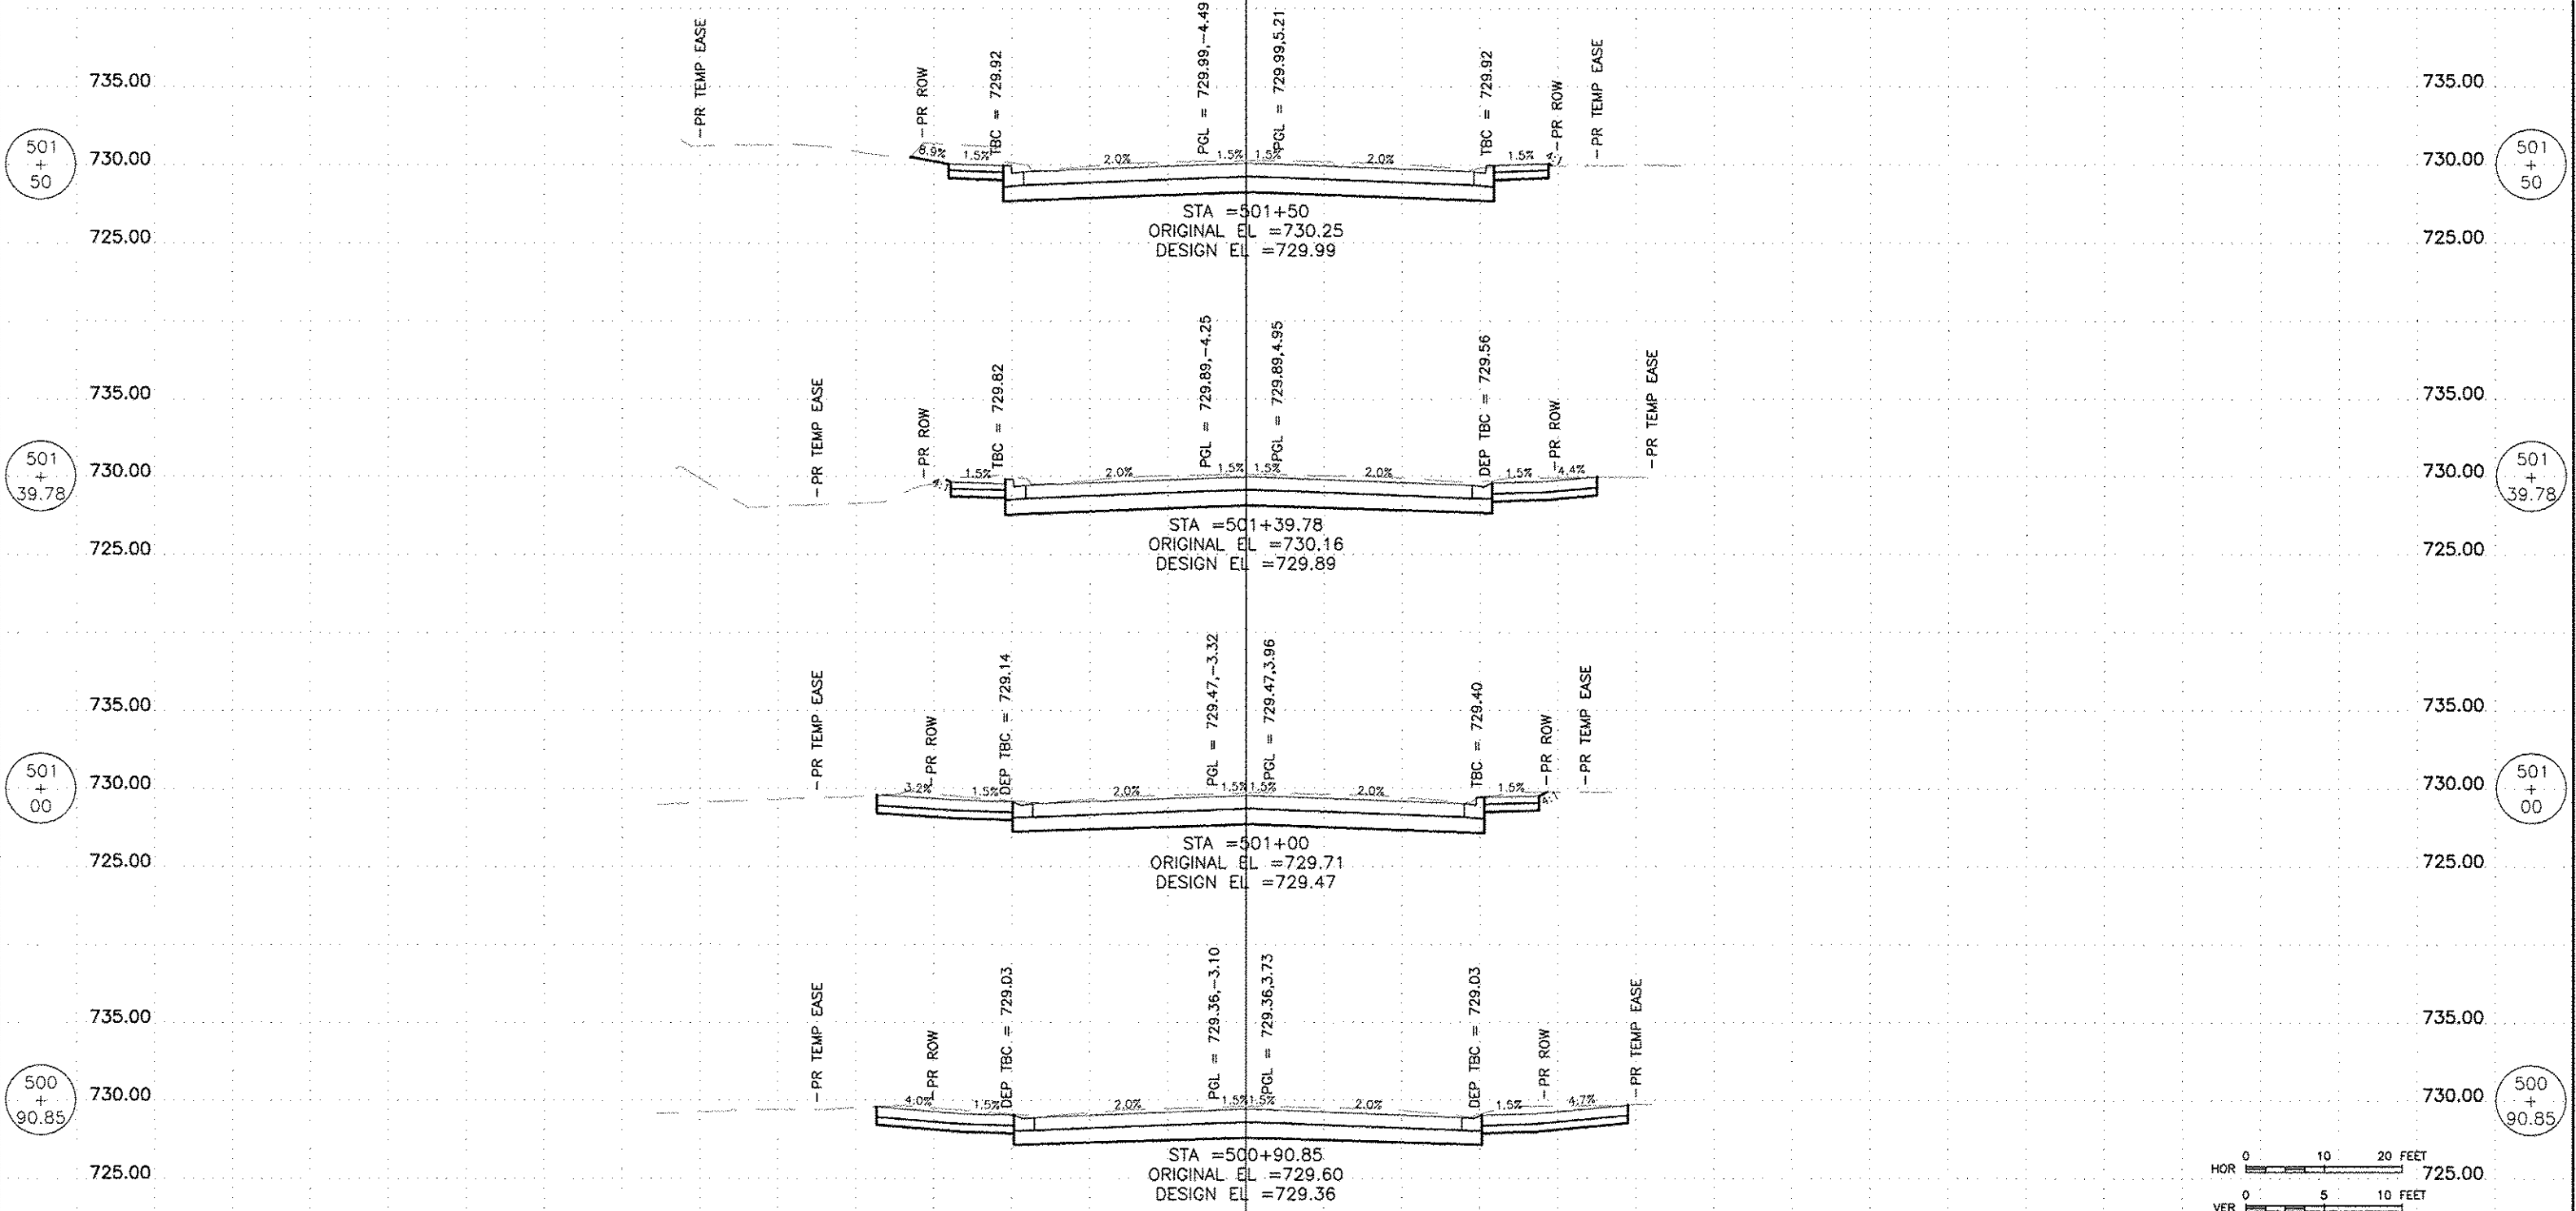 -PR TEMP EASE
-PR ROW
TBC = 729.92
PGL = 729.99,-4.49
PGL = 729.99,5.21
TBC = 729.92
-PR ROW
-PR TEMP EASE
735.00
735.00
501
+
50
730.00
8.9%
1.5%
2.0%
1.5%
1.5%
2.0%
1.5%
4:1
730.00
501
+
50
725.00
725.00
STA =501+50
ORIGINAL EL =730.25
DESIGN EL =729.99
-PR TEMP EASE
-PR ROW
TBC = 729.82
PGL = 729.89,-4.25
PGL = 729.89,4.95
DEP TBC = 729.56
-PR ROW
-PR TEMP EASE
735.00
735.00
501
+
39.78
730.00
4:1
1.5%
2.0%
1.5%
1.5%
2.0%
1.5%
4.4%
730.00
501
+
39.78
725.00
725.00
STA =501+39.78
ORIGINAL EL =730.16
DESIGN EL =729.89
-PR TEMP EASE
-PR ROW
DEP TBC = 729.14
PGL = 729.47,-3.32
PGL = 729.47,3.96
TBC = 729.40
-PR ROW
-PR TEMP EASE
735.00
735.00
501
+
00
730.00
3.2%
1.5%
2.0%
1.5%
1.5%
2.0%
1.5%
4:1
730.00
501
+
00
725.00
725.00
STA =501+00
ORIGINAL EL =729.71
DESIGN EL =729.47
-PR TEMP EASE
-PR ROW
DEP TBC = 729.03
PGL = 729.36,-3.10
PGL = 729.36,3.73
DEP TBC = 729.03
-PR ROW
-PR TEMP EASE
735.00
735.00
500
+
90.85
730.00
4.0%
1.5%
2.0%
1.5%
1.5%
2.0%
1.5%
4.7%
730.00
500
+
90.85
725.00
725.00
STA =500+90.85
ORIGINAL EL =729.60
DESIGN EL =729.36
HOR 0 10 20 FEET
VER 0 5 10 FEET